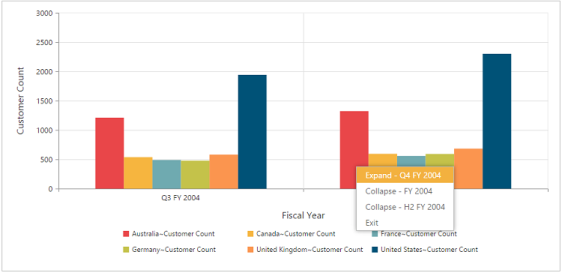 3000
2500
2000
1500
1000
500
0
Customer Count
Q3 FY 2004
Expand - Q4 FY 2004
Collapse - FY 2004
Collapse - H2 FY 2004
Exit
Fiscal Year
Australia~Customer Count
Canada~Customer Count
France~Customer Count
Germany~Customer Count
United Kingdom~Customer Count
United States~Customer Count